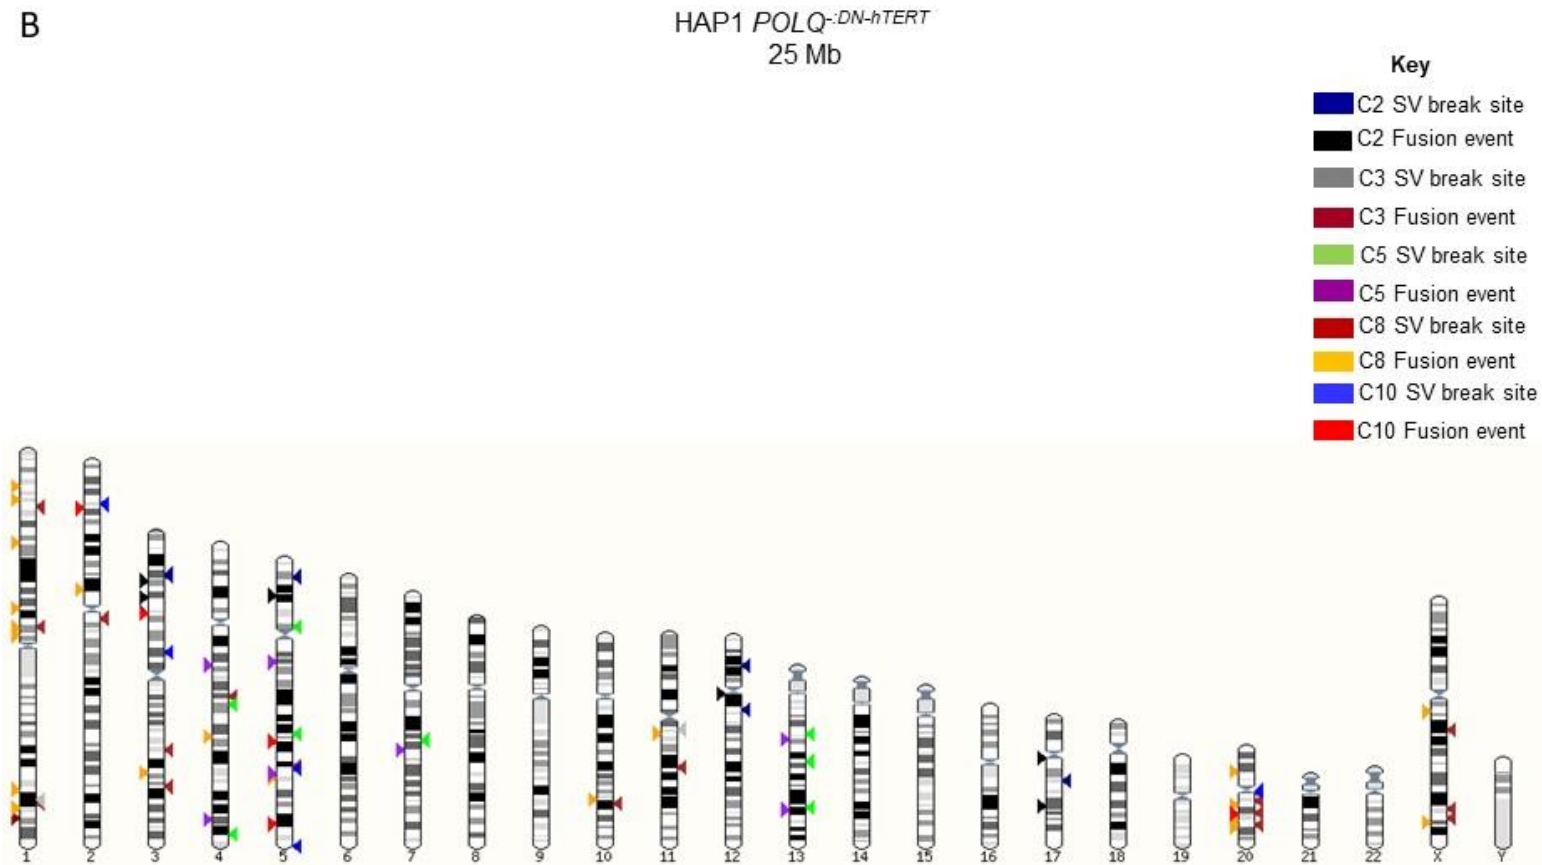 B
HAP1 POLQ-:DN-hTERT
25 Mb
Key
C2 SV break site
C2 Fusion event
C3 SV break site
C3 Fusion event
C5 SV break site
C5 Fusion event
C8 SV break site
C8 Fusion event
C10 SV break site
C10 Fusion event
1 2 3 4 5 6 7 8 9 10 11 12 13 14 15 16 17 18 19 20 21 22 X Y